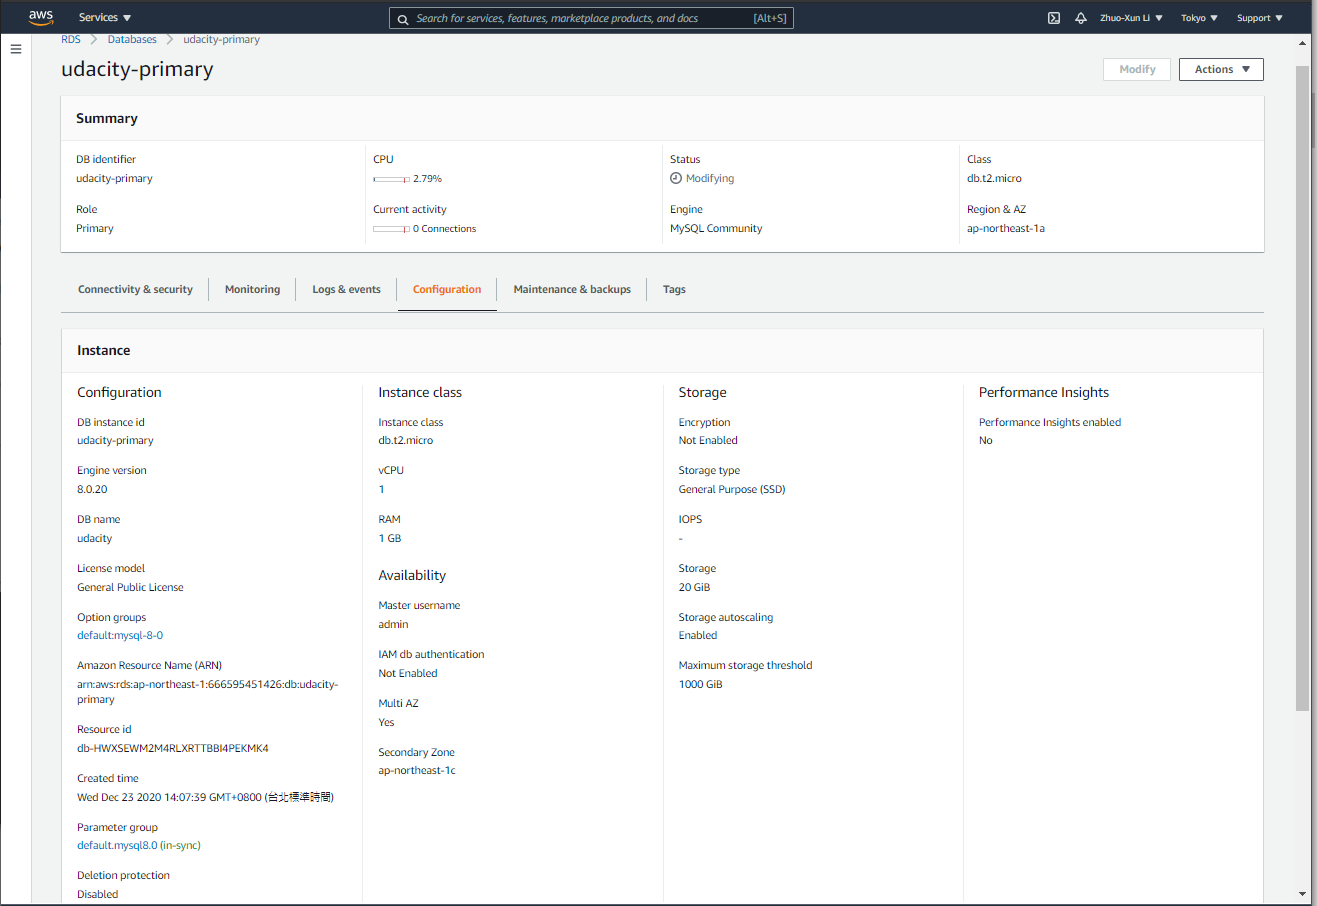 aws Services Search for services, features, marketplace products, and docs [Alt+S] Zhuo-Xun Li Tokyo Support
RDS Databases udacity-primary
udacity-primary
Modify Actions
Summary
DB identifier
udacity-primary
Role
Primary
CPU
2.79%
Current activity
0 Connections
Status
Modifying
Engine
MySQL Community
Class
db.t2.micro
Region & AZ
ap-northeast-1a
Connectivity & security Monitoring Logs & events Configuration Maintenance & backups Tags
Instance
Configuration
DB instance id
udacity-primary
Engine version
8.0.20
DB name
udacity
License model
General Public License
Option groups
default:mysql-8-0
Amazon Resource Name (ARN)
arn:aws:rds:ap-northeast-1:666595451426:db:udacity-
primary
Resource id
db-HWXSEWM2M4RLXRTTBBI4PEKMK4
Created time
Wed Dec 23 2020 14:07:39 GMT+0800 (台北標準時間)
Parameter group
default.mysql8.0 (in-sync)
Deletion protection
Disabled
Instance class
Instance class
db.t2.micro
vCPU
1
RAM
1 GB
Availability
Master username
admin
IAM db authentication
Not Enabled
Multi AZ
Yes
Secondary Zone
ap-northeast-1c
Storage
Encryption
Not Enabled
Storage type
General Purpose (SSD)
IOPS
-
Storage
20 GiB
Storage autoscaling
Enabled
Maximum storage threshold
1000 GiB
Performance Insights
Performance Insights enabled
No